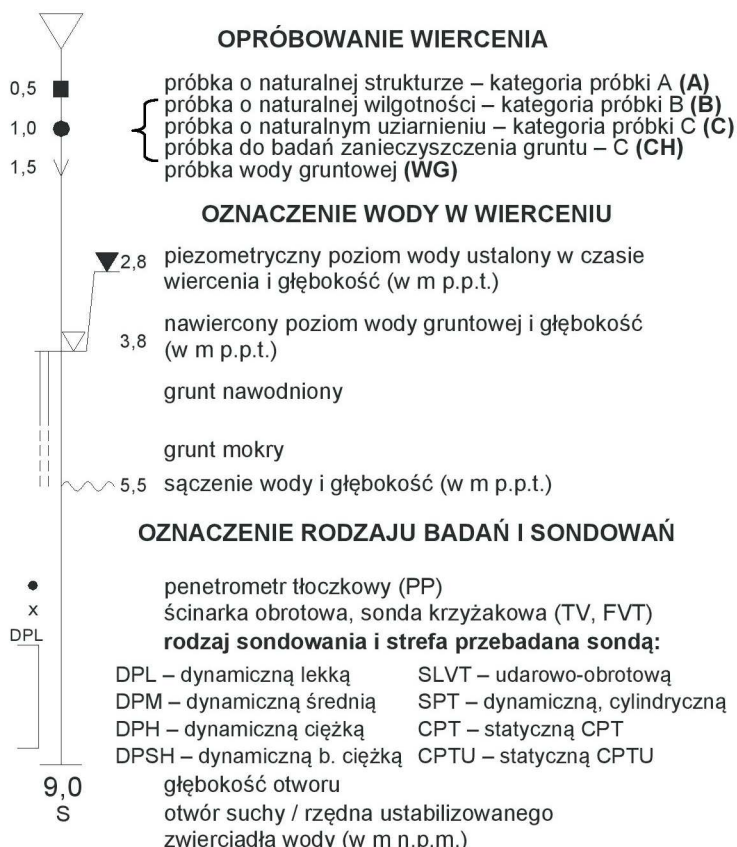 OPRÓBOWANIE WIERCENIA
0,5 próbka o naturalnej strukturze – kategoria próbki A (A)
próbka o naturalnej wilgotności – kategoria próbki B (B)
1,0 próbka o naturalnym uziarnieniu – kategoria próbki C (C)
próbka do badań zanieczyszczenia gruntu – C (CH)
1,5 próbka wody gruntowej (WG)
OZNACZENIE WODY W WIERCENIU
2,8 piezometryczny poziom wody ustalony w czasie
wiercenia i głębokość (w m p.p.t.)
nawiercony poziom wody gruntowej i głębokość
3,8 (w m p.p.t.)
grunt nawodniony
grunt mokry
5,5 sączenie wody i głębokość (w m p.p.t.)
OZNACZENIE RODZAJU BADAŃ I SONDOWAŃ
penetrometr tłoczkowy (PP)
x ścinarka obrotowa, sonda krzyżakowa (TV, FVT)
DPL rodzaj sondowania i strefa przebadana sondą:
DPL – dynamiczną lekką SLVT – udarowo-obrotową
DPM – dynamiczną średnią SPT – dynamiczną, cylindryczną
DPH – dynamiczną ciężką CPT – statyczną CPT
DPSH – dynamiczną b. ciężką CPTU – statyczną CPTU
9,0 głębokość otworu
S otwór suchy / rzędna ustabilizowanego
zwierciadła wody (w m n.p.m.)